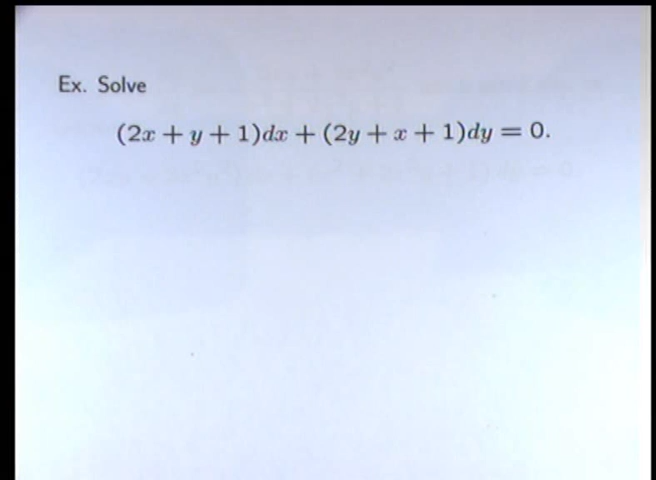 Ex. Solve
(2x + y + 1)dx + (2y + x + 1)dy = 0.